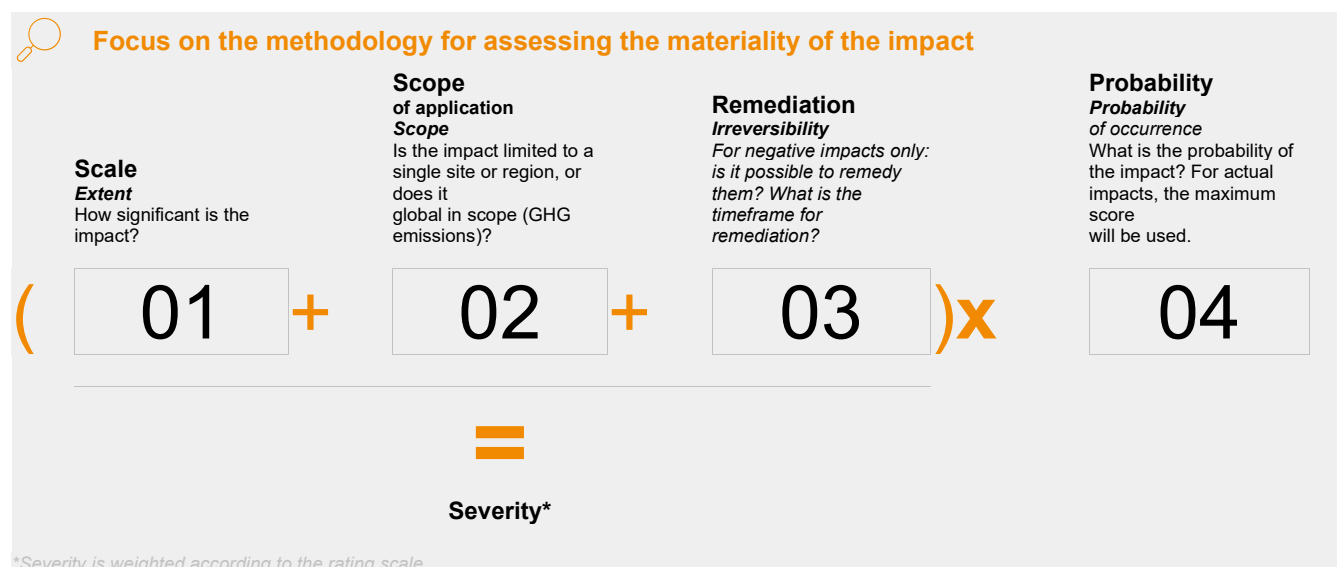 Focus on the methodology for assessing the materiality of the impact
Scale
Extent
How significant is the
impact?
Scope
of application
Scope
Is the impact limited to a
single site or region, or
does it
global in scope (GHG
emissions)?
Remediation
Irreversibility
For negative impacts only:
is it possible to remedy
them? What is the
timeframe for
remediation?
Probability
Probability
of occurrence
What is the probability of
the impact? For actual
impacts, the maximum
score
will be used.
( 01 + 02 + 03 ) x 04
=
Severity*
*Severity is weighted according to the rating scale